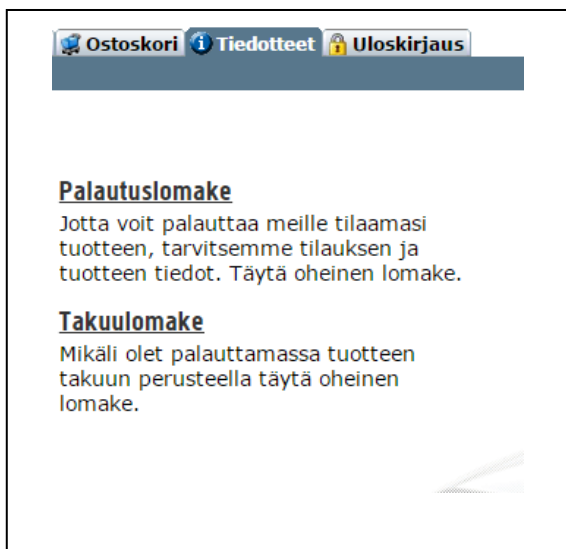 Ostoskori Tiedotteet Uloskirjaus
Palautuslomake
Jotta voit palauttaa meille tilaamasi
tuotteen, tarvitsemme tilauksen ja
tuotteen tiedot. Täytä oheinen lomake.
Takuulomake
Mikäli olet palauttamassa tuotteen
takuun perusteella täytä oheinen
lomake.